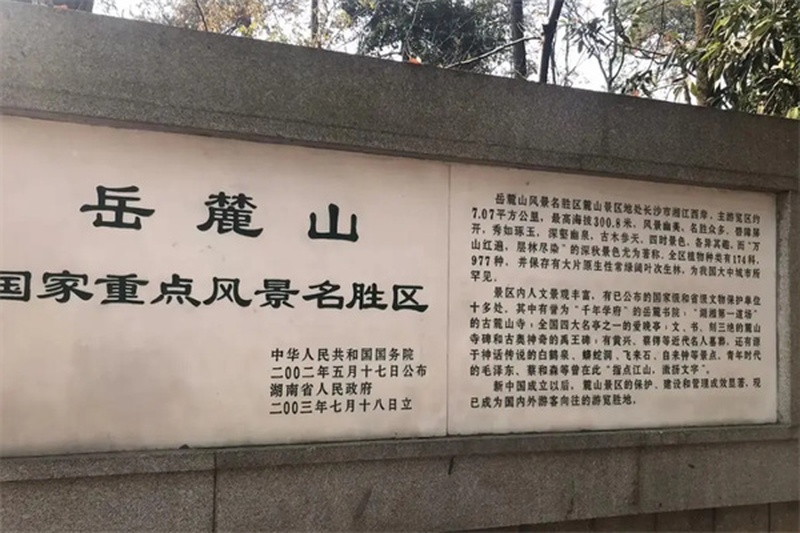 岳麓山
国家重点风景名胜区
中华人民共和国国务院
二〇〇二年五月十七日公布
湖南省人民政府
二〇〇三年七月十八日立
岳麓山风景名胜区麓山景区地处长沙市湘江西岸，主游览区约
7.07平方公里，最高海拔300.8米，风景幽美，名胜众多。碧嶂屏
开，秀如琢玉，深壑幽泉，古木参天，四时景色，各异其趣，而“万
山红遍，层林尽染”的深秋景色尤为著称。全区植物种类有174科，
977种，并保存有大片原生性常绿阔叶次生林，为我国大中城市所
罕见。
景区内人文景观丰富，有已公布的国家级和省级文物保护单位
十多处。其中有誉为“千年学府”的岳麓书院；“湖湘第一道场”
的古麓山寺；全国四大名亭之一的爱晚亭；文、书、刻三绝的麓山
寺碑和古奥神奇的禹王碑；有黄兴、蔡锷等近代名人墓葬，还有源
于神话传说的白鹤泉、蟒蛇洞、飞来石、自来钟等景点，青年时代
的毛泽东、蔡和森等曾在此“指点江山，激扬文字”。
新中国成立以后，麓山景区的保护、建设和管理成效显著，现
已成为国内外游客向往的游览胜地。